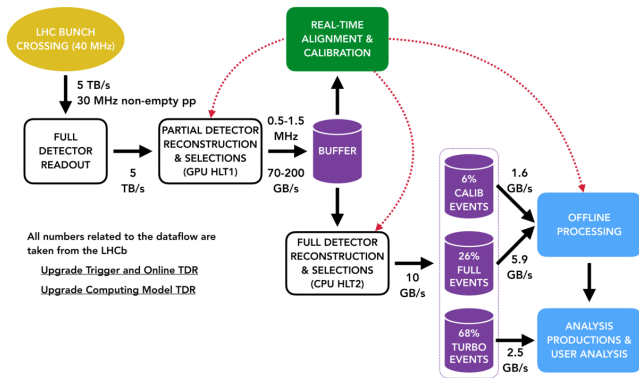 LHC BUNCH
CROSSING (40 MHz)
REAL-TIME
ALIGNMENT &
CALIBRATION
5 TB/s
30 MHz non-empty pp
FULL
DETECTOR
READOUT
5
TB/s
PARTIAL DETECTOR
RECONSTRUCTION
& SELECTIONS
(GPU HLT1)
0.5-1.5
MHz
70-200
GB/s
BUFFER
FULL DETECTOR
RECONSTRUCTION
& SELECTIONS
(CPU HLT2)
10
GB/s
6%
CALIB
EVENTS
26%
FULL
EVENTS
68%
TURBO
EVENTS
1.6
GB/s
5.9
GB/s
2.5
GB/s
OFFLINE
PROCESSING
ANALYSIS
PRODUCTIONS &
USER ANALYSIS
All numbers related to the dataflow are
taken from the LHCb
Upgrade Trigger and Online TDR
Upgrade Computing Model TDR